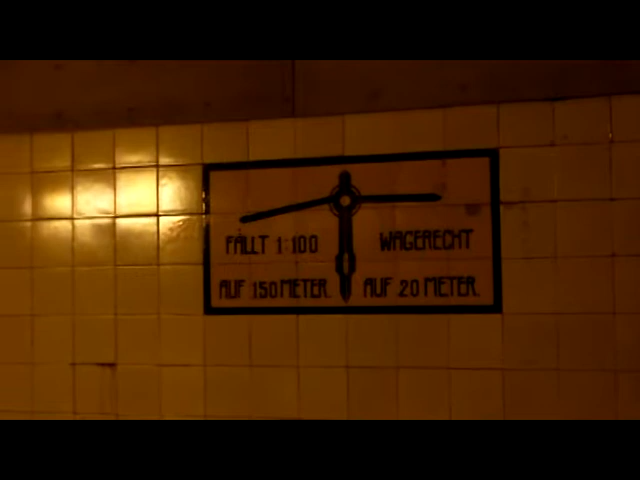 FÄLLT 1:100
AUF 150 METER.
WAGERECHT
AUF 20 METER.